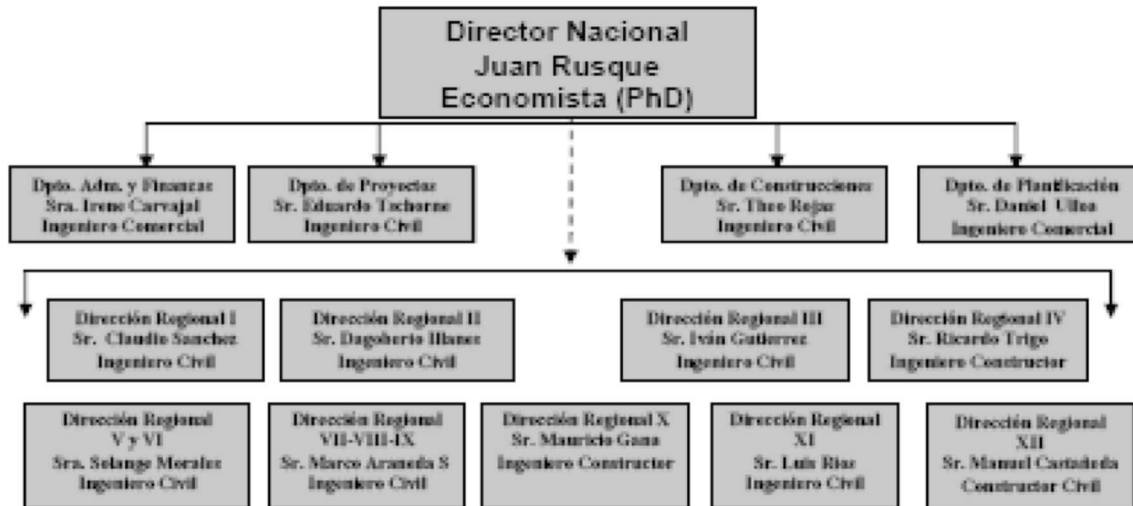 Director Nacional
Juan Rusque
Economista (PhD)
Dpto. Adm. y Finanzas
Sra. Irene Carvajal
Ingeniero Comercial
Dpto. de Proyectos
Sr. Eduardo Tschorne
Ingeniero Civil
Dpto. de Construcciones
Sr. Theo Rojas
Ingeniero Civil
Dpto. de Planificación
Sr. Daniel Ulloa
Ingeniero Comercial
Dirección Regional I
Sr. Claudio Sanchez
Ingeniero Civil
Dirección Regional II
Sr. Dagoberto Illanes
Ingeniero Civil
Dirección Regional III
Sr. Iván Gutierrez
Ingeniero Civil
Dirección Regional IV
Sr. Ricardo Trigo
Ingeniero Constructor
Dirección Regional
V y VI
Sra. Solange Morales
Ingeniero Civil
Dirección Regional
VII-VIII-IX
Sr. Marco Araneda S
Ingeniero Civil
Dirección Regional X
Sr. Mauricio Gana
Ingeniero Constructor
Dirección Regional
XI
Sr. Luis Rios
Ingeniero Civil
Dirección Regional
XII
Sr. Manuel Castañeda
Constructor Civil